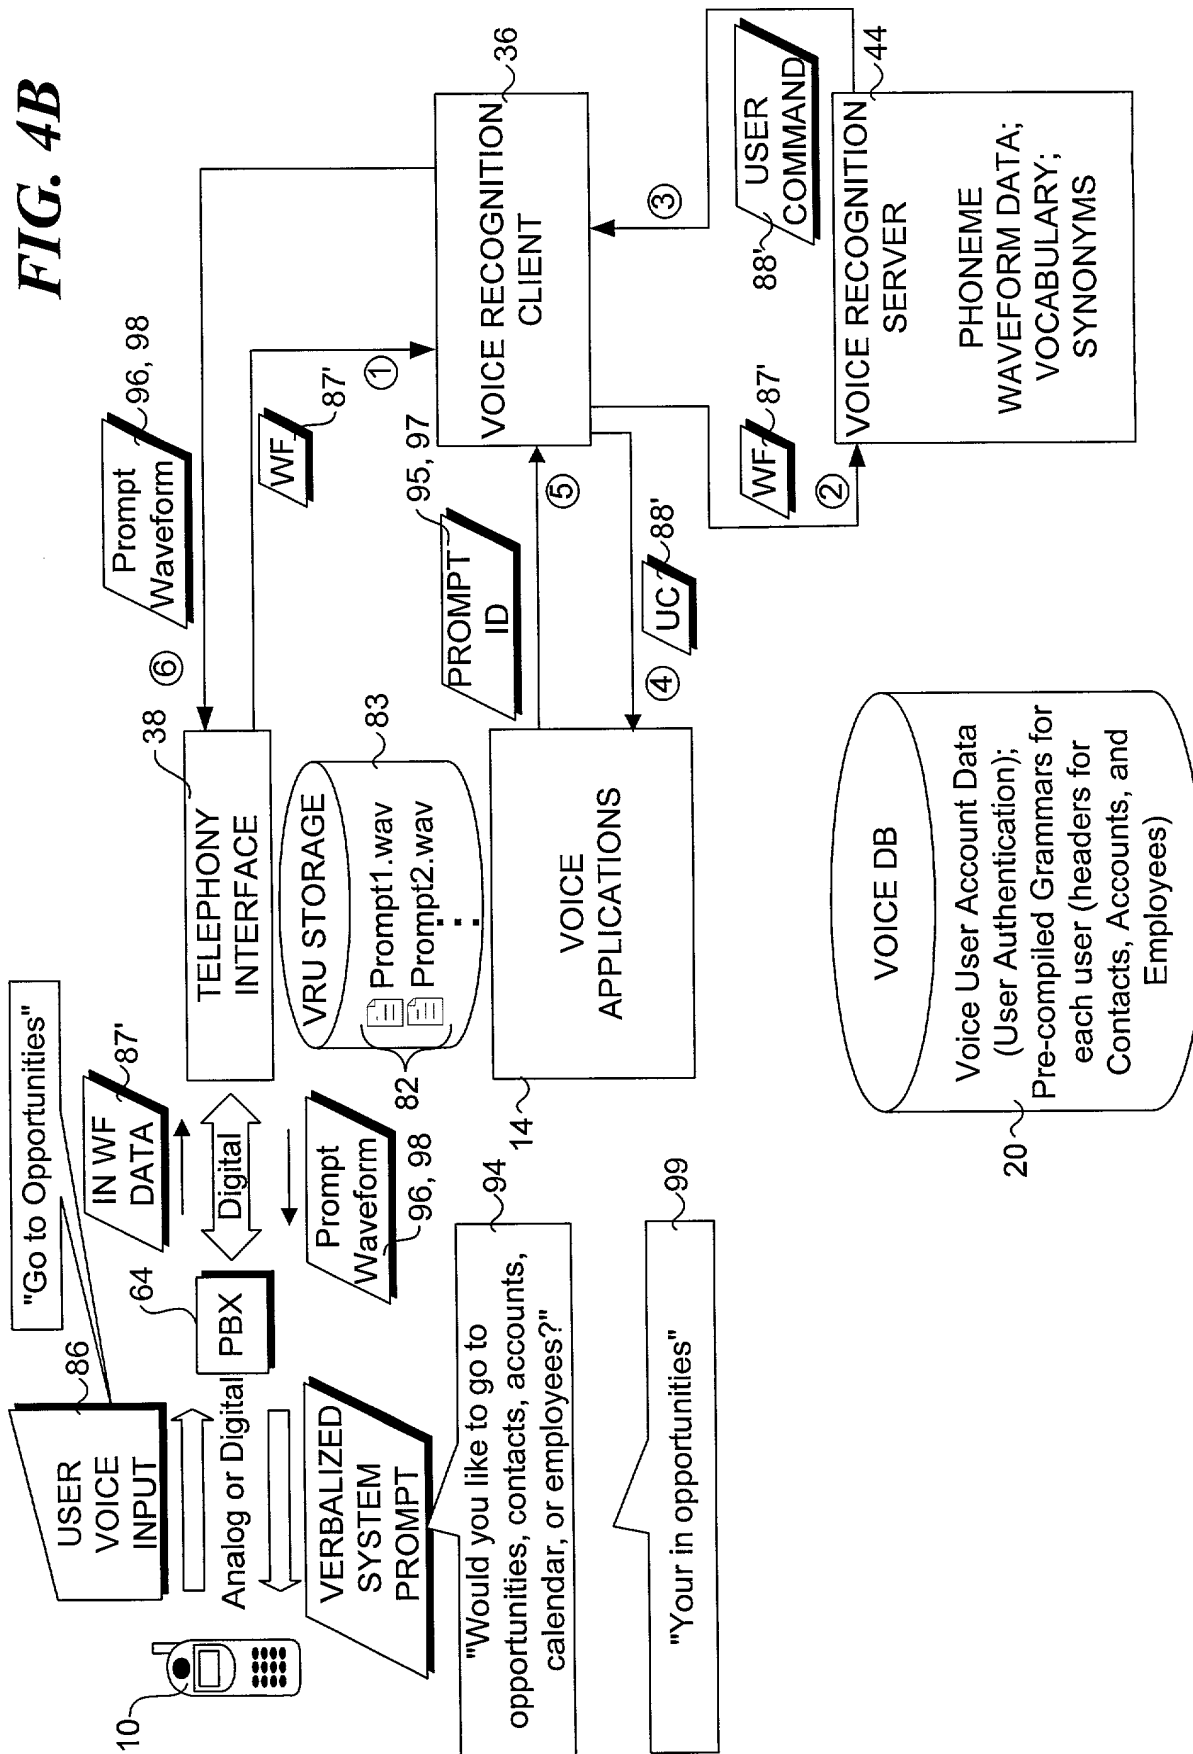 FIG. 4B
"Go to Opportunities"
86
USER
VOICE
INPUT
10
Analog or Digital
64
PBX
IN WF
DATA
87'
Digital
Prompt
Waveform
96, 98
VERBALIZED
SYSTEM
PROMPT
"Would you like to go to
opportunities, contacts, accounts,
calendar, or employees?"
94
"Your in opportunities"
99
38
TELEPHONY
INTERFACE
6
Prompt
Waveform
96, 98
WF
87'
1
VRU STORAGE
83
Prompt1.wav
Prompt2.wav
82
VOICE
APPLICATIONS
14
PROMPT
ID
95, 97
5
4
UC
88'
VOICE RECOGNITION
CLIENT
36
3
USER
COMMAND
88'
WF
87'
2
VOICE RECOGNITION
SERVER
44
PHONEME
WAVEFORM DATA;
VOCABULARY;
SYNONYMS
VOICE DB
Voice User Account Data
(User Authentication);
Pre-compiled Grammars for
each user (headers for
Contacts, Accounts, and
Employees)
20